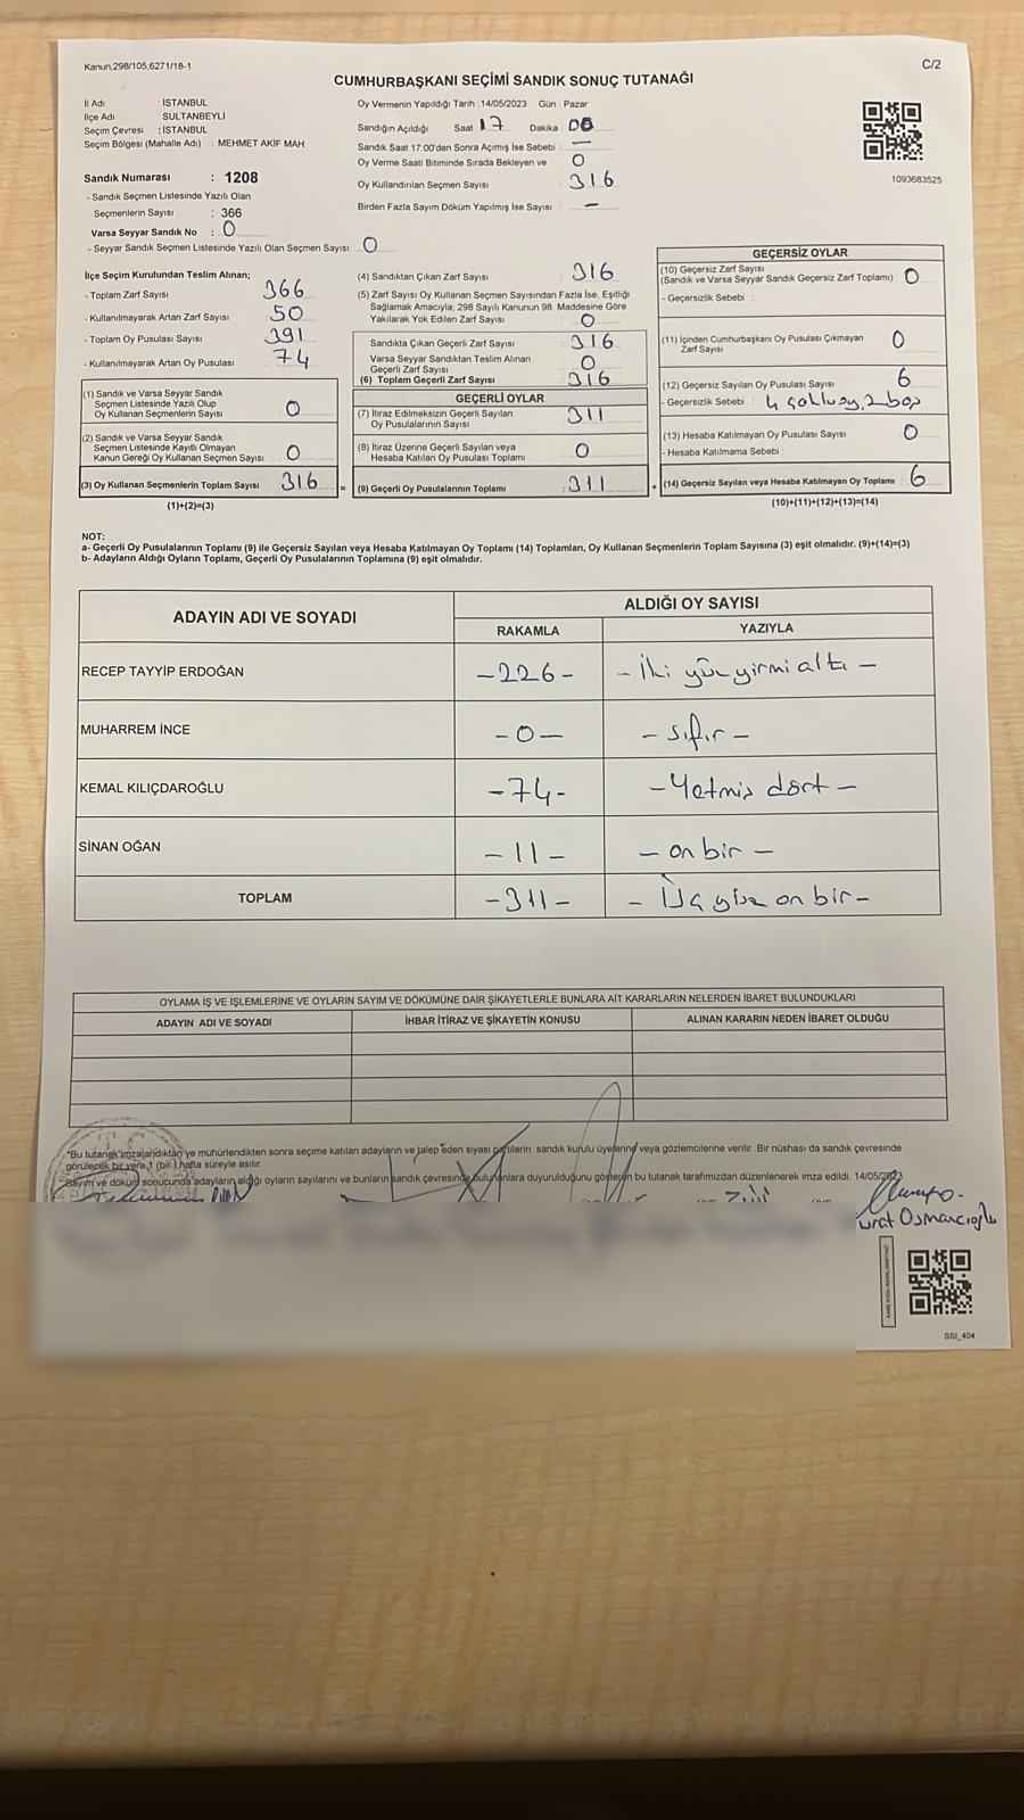 Kanun,298/105,6271/18-1
C/2
CUMHURBAŞKANI SEÇİMİ SANDIK SONUÇ TUTANAĞI
İl Adı : İSTANBUL
İlçe Adı SULTANBEYLİ
Seçim Çevresi : İSTANBUL
Seçim Bölgesi (Mahalle Adı) : MEHMET AKİF MAH
Sandık Numarası : 1208
- Sandık Seçmen Listesinde Yazılı Olan
Seçmenlerin Sayısı : 366
Varsa Seyyar Sandık No : 0
- Seyyar Sandık Seçmen Listesinde Yazılı Olan Seçmen Sayısı 0
Oy Vermenin Yapıldığı Tarih : 14/05/2023 Gün : Pazar
Sandığın Açıldığı Saat 17 Dakika 00
Sandık Saat 17:00'den Sonra Açımış İse Sebebi —
Oy Verme Saati Bitiminde Sırada Bekleyen ve 0
Oy Kullandırılan Seçmen Sayısı 316
Birden Fazla Sayım Döküm Yapılmış İse Sayısı —
1093683525
İlçe Seçim Kurulundan Teslim Alınan;
- Toplam Zarf Sayısı 366
- Kullanılmayarak Artan Zarf Sayısı 50
- Toplam Oy Pusulası Sayısı 391
- Kullanılmayarak Artan Oy Pusulası 74
(1) Sandık ve Varsa Seyyar Sandık
Seçmen Listesinde Yazılı Olup
Oy Kullanan Seçmenlerin Sayısı 0
(2) Sandık ve Varsa Seyyar Sandık
Seçmen Listesinde Kayıtlı Olmayan
Kanun Gereği Oy Kullanan Seçmen Sayısı 0
(3) Oy Kullanan Seçmenlerin Toplam Sayısı 316
(1)+(2)=(3)
(4) Sandıktan Çıkan Zarf Sayısı 316
(5) Zarf Sayısı Oy Kullanan Seçmen Sayısından Fazla İse, Eşitliği
Sağlamak Amacıyla, 298 Sayılı Kanunun 98. Maddesine Göre
Yakılarak Yok Edilen Zarf Sayısı 0
Sandıkta Çıkan Geçerli Zarf Sayısı 316
Varsa Seyyar Sandıktan Teslim Alınan
Geçerli Zarf Sayısı 0
(6) Toplam Geçerli Zarf Sayısı 316
GEÇERLİ OYLAR
(7) İtiraz Edilmeksizin Geçerli Sayılan
Oy Pusulalarının Sayısı 311
(8) İtiraz Üzerine Geçerli Sayılan veya
Hesaba Katılan Oy Pusulası Toplamı 0
= (9) Geçerli Oy Pusulalarının Toplamı 311
GEÇERSİZ OYLAR
(10) Geçersiz Zarf Sayısı
(Sandık ve Varsa Seyyar Sandık Geçersiz Zarf Toplamı) 0
- Geçersizlik Sebebi
(11) İçinden Cumhurbaşkanı Oy Pusulası Çıkmayan
Zarf Sayısı 0
(12) Geçersiz Sayılan Oy Pusulası Sayısı 6
- Geçersizlik Sebebi 4 çokluoy, 2 boş
(13) Hesaba Katılmayan Oy Pusulası Sayısı 0
- Hesaba Katılmama Sebebi
+ (14) Geçersiz Sayılan veya Hesaba Katılmayan Oy Toplamı 6
(10)+(11)+(12)+(13)=(14)
NOT:
a- Geçerli Oy Pusulalarının Toplamı (9) ile Geçersiz Sayılan veya Hesaba Katılmayan Oy Toplamı (14) Toplamları, Oy Kullanan Seçmenlerin Toplam Sayısına (3) eşit olmalıdır. (9)+(14)=(3)
b- Adayların Aldığı Oyların Toplamı, Geçerli Oy Pusulalarının Toplamına (9) eşit olmalıdır.
ADAYIN ADI VE SOYADI ALDIĞI OY SAYISI
RAKAMLA YAZIYLA
RECEP TAYYİP ERDOĞAN -226- - İki yüz yirmi altı -
MUHARREM İNCE -0- - sıfır -
KEMAL KILIÇDAROĞLU -74- - Yetmiş dört -
SİNAN OĞAN -11- - on bir -
TOPLAM -311- - Üç yüz on bir -
OYLAMA İŞ VE İŞLEMLERİNE VE OYLARIN SAYIM VE DÖKÜMÜNE DAİR ŞİKAYETLERLE BUNLARA AİT KARARLARIN NELERDEN İBARET BULUNDUKLARI
ADAYIN ADI VE SOYADI İHBAR İTİRAZ VE ŞİKAYETİN KONUSU ALINAN KARARIN NEDEN İBARET OLDUĞU
"Bu tutanak imzalandıktan ve mühürlendikten sonra seçime katılan adayların ve talep eden siyasi partilerin sandık kurulu üyelerine veya gözlemcilerine verilir. Bir nüshası da sandık çevresinde
görülecek bir yere 1 (bir) hafta süreyle asılır.
Sayım ve döküm sonucunda adayların aldığı oyların sayılarını ve bunların sandık çevresinde bulunanlara duyurulduğunu gösteren bu tutanak tarafımızdan düzenlenerek imza edildi. 14/05/2023
urat Osmancıoğlu
SSI_404